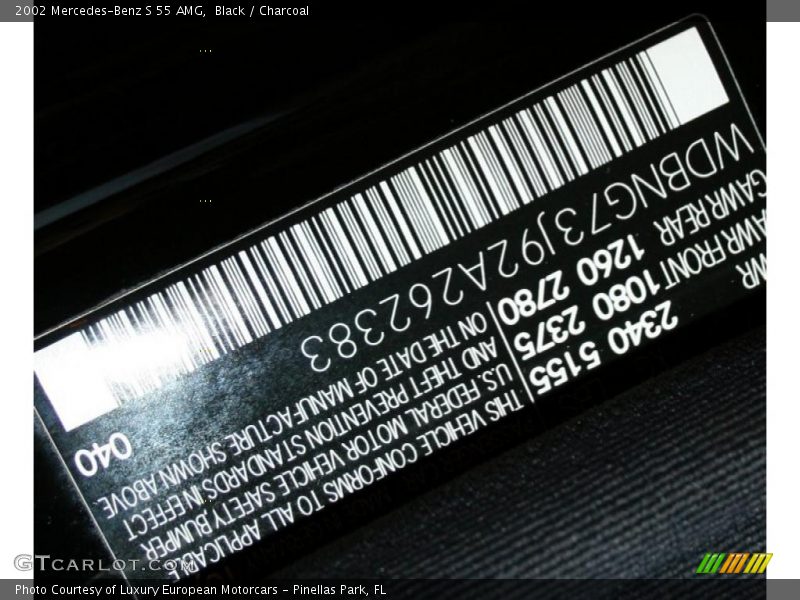 2002 Mercedes-Benz S 55 AMG, Black / Charcoal
2340 5155
GAWR FRONT 1080 2375
GAWR REAR 1260 2780
THIS VEHICLE CONFORMS TO ALL APPLICABLE
U.S. FEDERAL MOTOR VEHICLE SAFETY BUMPER
AND THEFT PREVENTION STANDARDS IN EFFECT
ON THE DATE OF MANUFACTURE SHOWN ABOVE
WDBNG73J92A262383
040
GTCARLOT.COM
Photo Courtesy of Luxury European Motorcars - Pinellas Park, FL